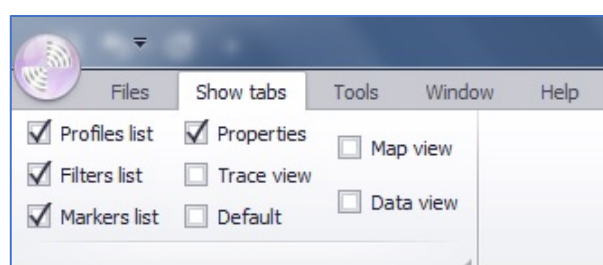 Files Show tabs Tools Window Help
Profiles list Properties Map view
Filters list Trace view
Markers list Default Data view